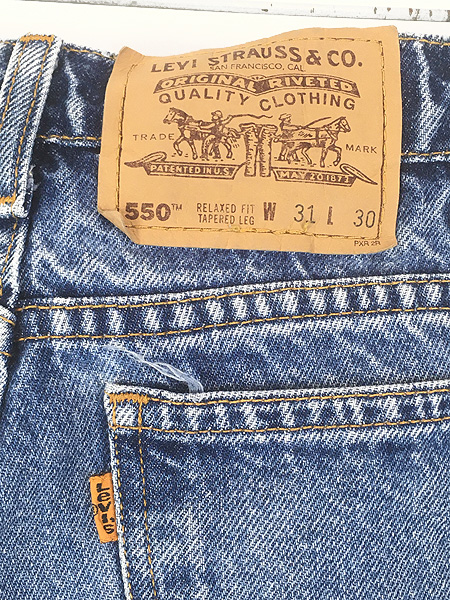 LEVI STRAUSS & CO.
SAN FRANCISCO, CAL
ORIGINAL RIVETED
QUALITY CLOTHING
TRADE MARK
PATENTED IN U.S. MAY 20 1873
550™ RELAXED FIT W 31 L 30
TAPERED LEG
PXR 2R
LEVI'S